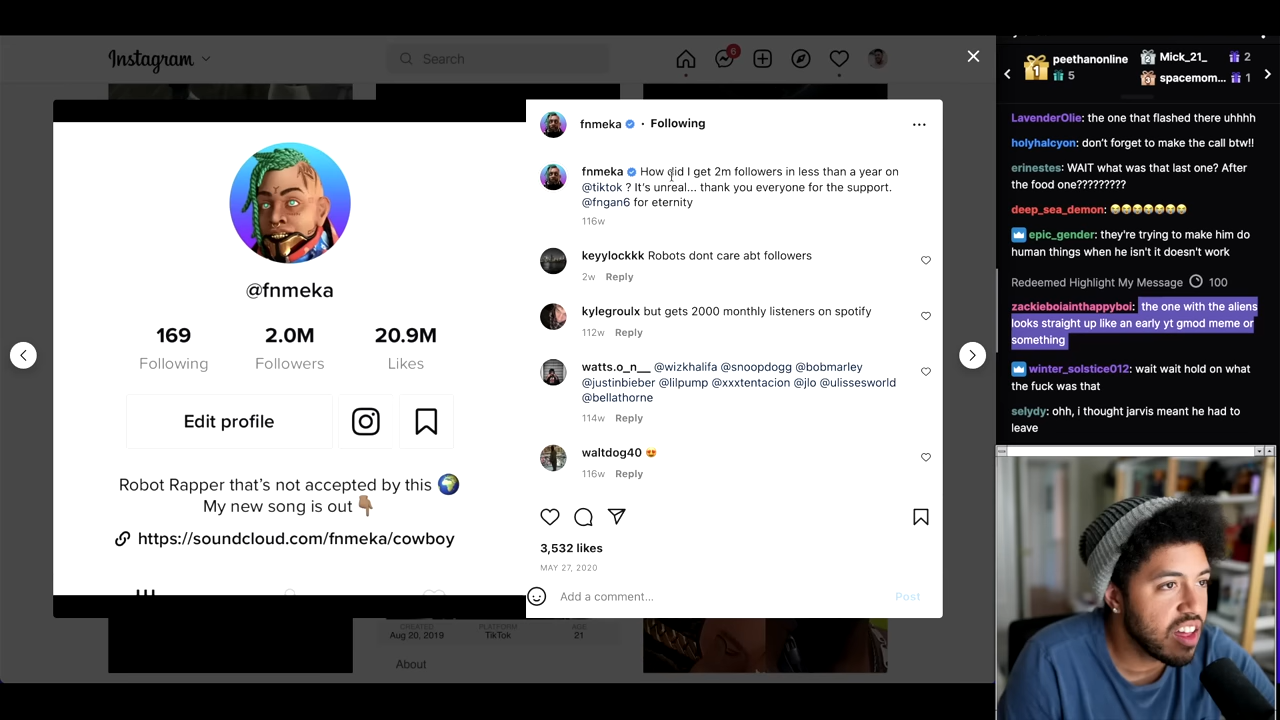 Instagram
Search
6
@fnmeka
169
2.0M
20.9M
Following
Followers
Likes
Edit profile
Robot Rapper that's not accepted by this 🌍
My new song is out 👇🏽
https://soundcloud.com/fnmeka/cowboy
fnmeka • Following
fnmeka How did I get 2m followers in less than a year on
@tiktok ? It's unreal... thank you everyone for the support.
@fngan6 for eternity
116w
keyylockkk Robots dont care abt followers
2w Reply
kylegroulx but gets 2000 monthly listeners on spotify
112w Reply
watts.o_n__ @wizkhalifa @snoopdogg @bobmarley
@justinbieber @lilpump @xxxtentacion @jlo @ulissesworld
@bellathorne
114w Reply
waltdog40 😍
116w Reply
3,532 likes
MAY 27, 2020
Add a comment...
Post
CREATED
PLATFORM
AGE
Aug 20, 2019
TikTok
21
About
1
peethanonline
5
2
Mick_21_
2
3
spacemom...
1
LavenderOlie: the one that flashed there uhhhh
holyhalcyon: don't forget to make the call btw!!
erinestes: WAIT what was that last one? After
the food one?????????
deep_sea_demon: 😂😂😂😂😂😂😂
epic_gender: they're trying to make him do
human things when he isn't it doesn't work
Redeemed Highlight My Message 100
zackieboiainthappyboi: the one with the aliens
looks straight up like an early yt gmod meme or
something
winter_solstice012: wait wait hold on what
the fuck was that
selydy: ohh, i thought jarvis meant he had to
leave